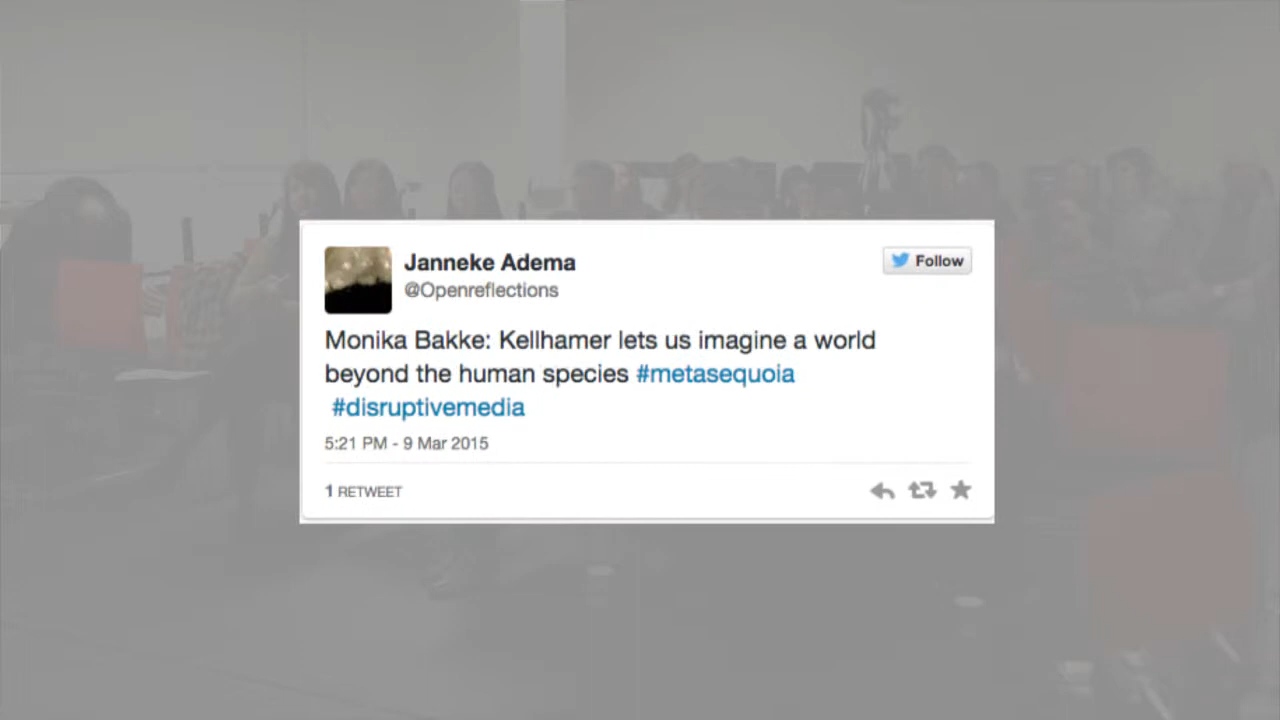 Janneke Adema
Follow
@Openreflections
Monika Bakke: Kellhamer lets us imagine a world
beyond the human species #metasequoia
#disruptivemedia
5:21 PM - 9 Mar 2015
1 RETWEET